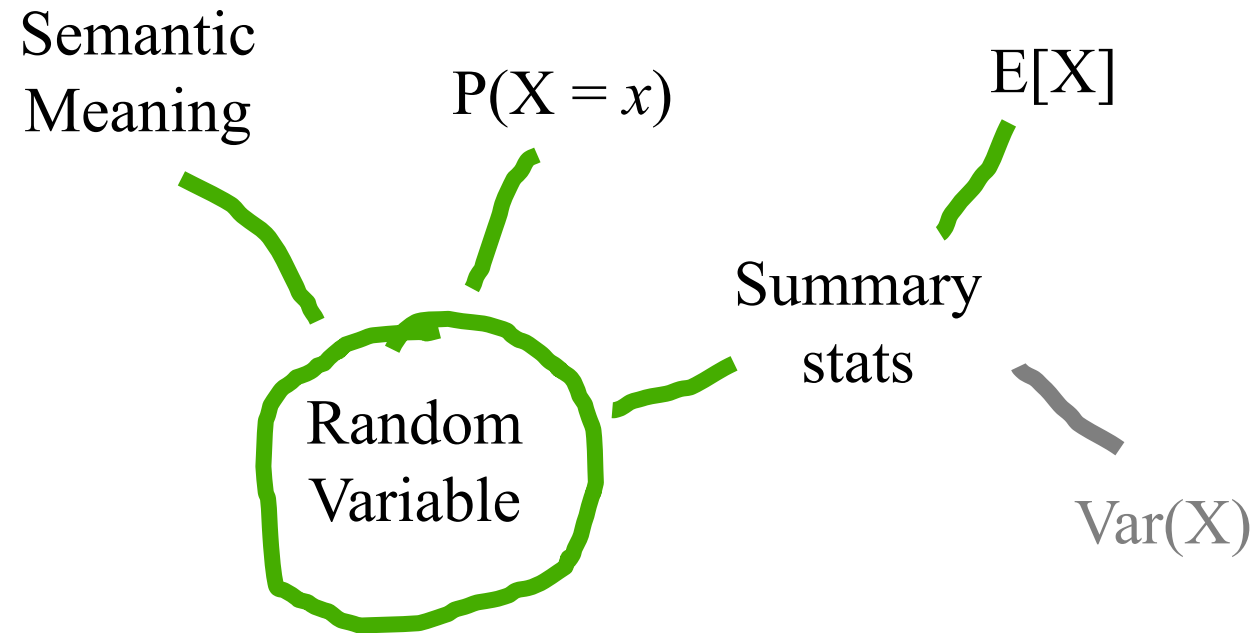 Semantic
Meaning
P(X = x)
E[X]
Summary
stats
Random
Variable
Var(X)